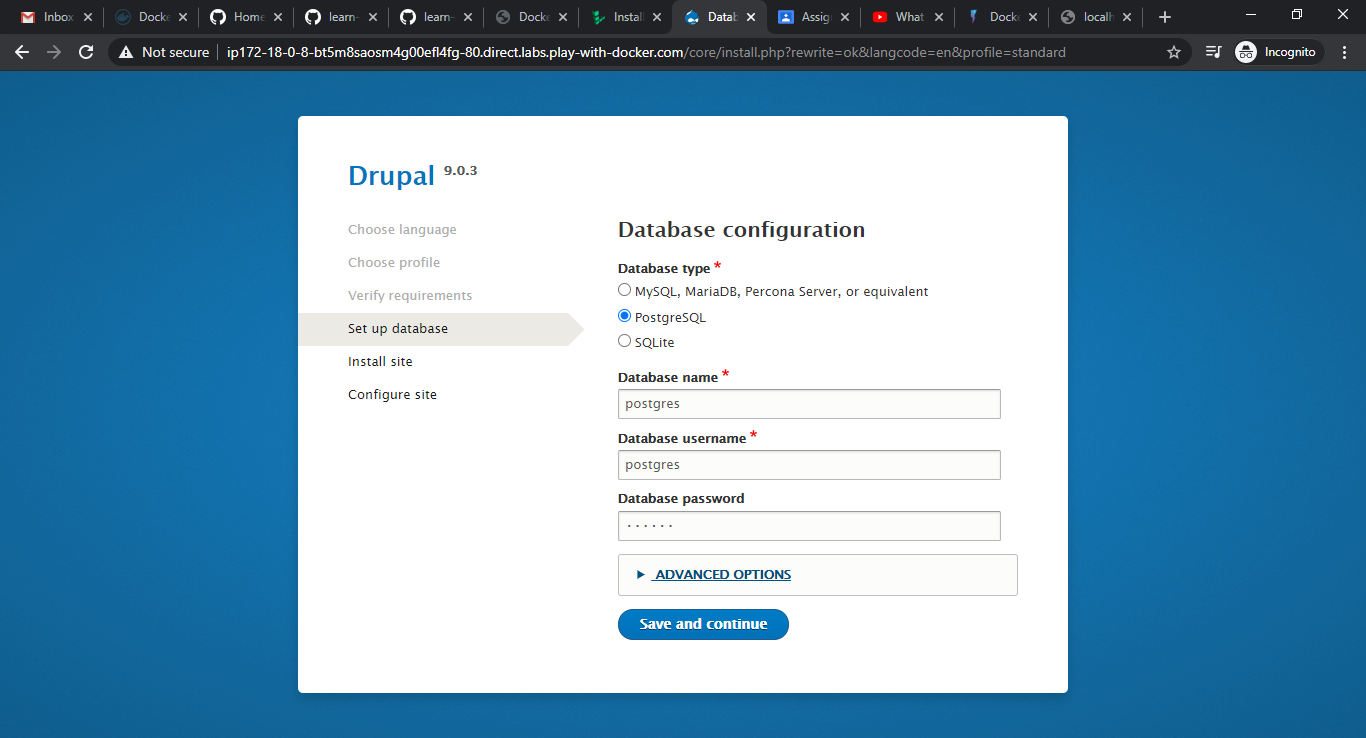 Inbox
Docke
Home
learn-
learn-
Docke
Install
Datab
Assig
What
Docke
localh
Not secure
ip172-18-0-8-bt5m8saosm4g00efl4fg-80.direct.labs.play-with-docker.com/core/install.php?rewrite=ok&langcode=en&profile=standard
Incognito
Drupal 9.0.3
Choose language
Choose profile
Verify requirements
Set up database
Install site
Configure site
Database configuration
Database type *
MySQL, MariaDB, Percona Server, or equivalent
PostgreSQL
SQLite
Database name *
postgres
Database username *
postgres
Database password
······
ADVANCED OPTIONS
Save and continue